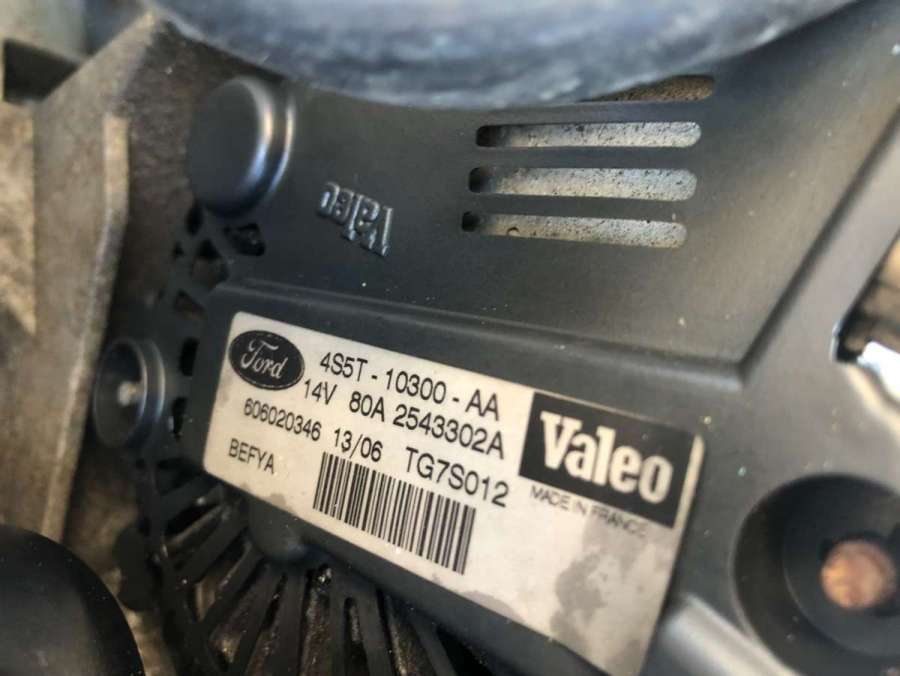 Valeo
Ford
4S5T-10300-AA
14V 80A 2543302A
606020346 13/06 TG7S012
BEFYA
Valeo
MADE IN FRANCE